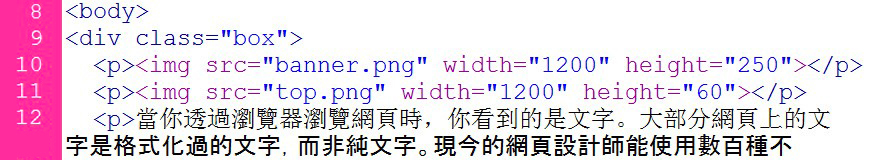 8 <body>
9 <div class="box">
10 <p><img src="banner.png" width="1200" height="250"></p>
11 <p><img src="top.png" width="1200" height="60"></p>
12 <p>當你透過瀏覽器瀏覽網頁時，你看到的是文字。大部分網頁上的文
字是格式化過的文字, 而非純文字。現今的網頁設計師能使用數百種不